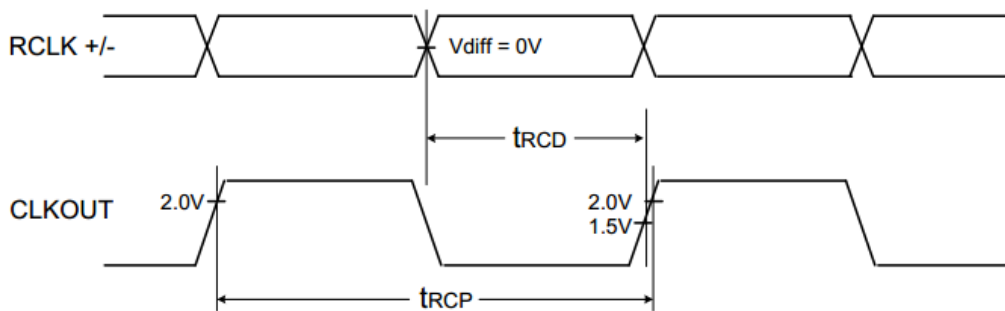 RCLK +/-
Vdiff = 0V
tRCD
CLKOUT
2.0V
2.0V
1.5V
tRCP